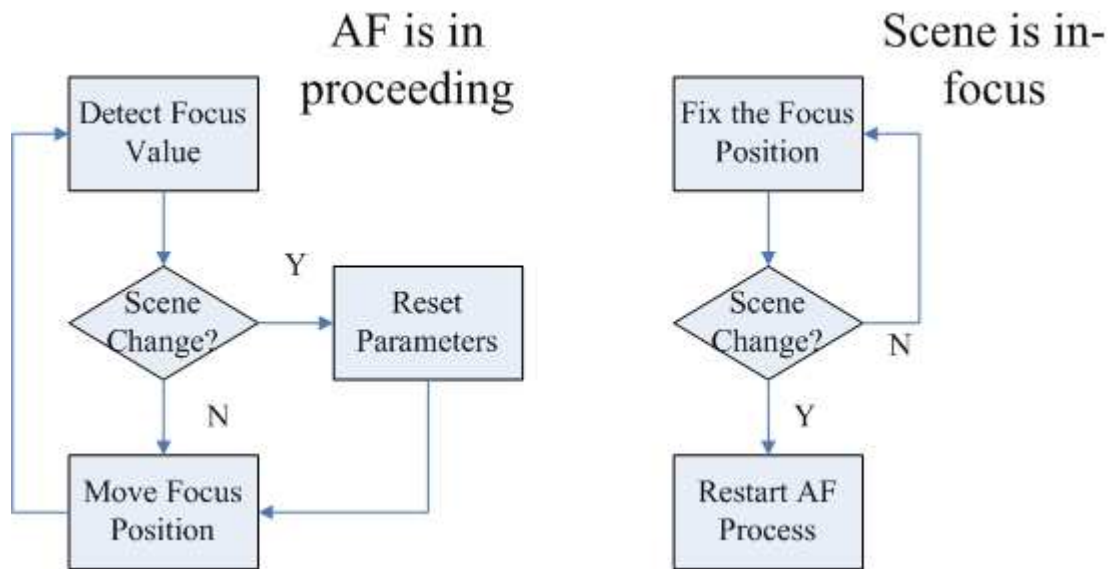 AF is in
proceeding
Detect Focus
Value
Scene
Change?
Y
Reset
Parameters
N
Move Focus
Position
Scene is in-
focus
Fix the Focus
Position
Scene
Change?
N
Y
Restart AF
Process